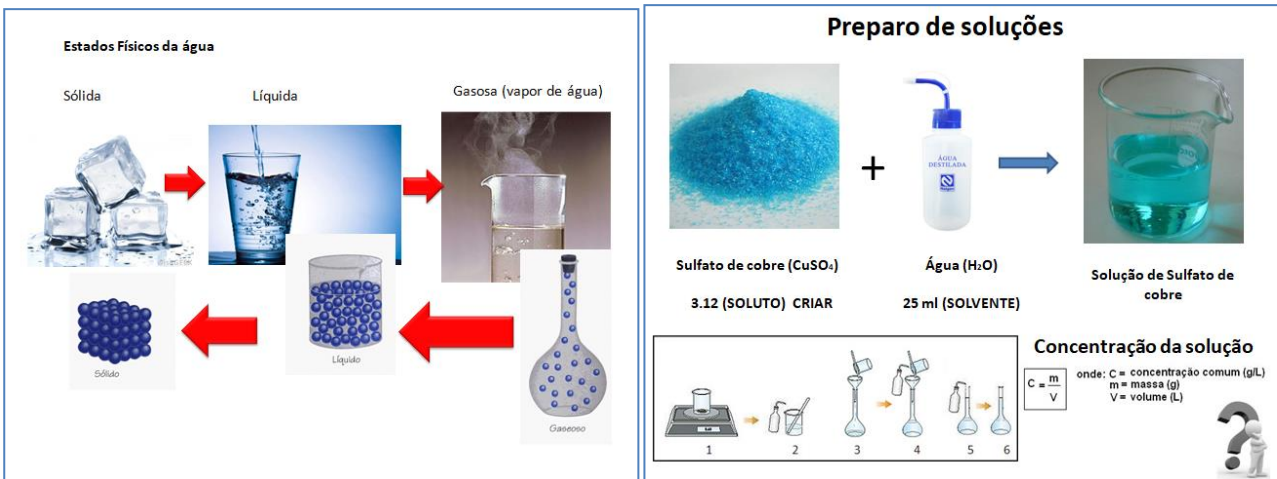 Estados Físicos da água
Sólida
Líquida
Gasosa (vapor de água)
Sólido
Líquido
Gasoso
Preparo de soluções
ÁGUA
DESTILADA
Sulfato de cobre (CuSO₄)
Água (H₂O)
Solução de Sulfato de
cobre
3.12 (SOLUTO) CRIAR
25 ml (SOLVENTE)
1 2 3 4 5 6
Concentração da solução
C = m
V
onde: C = concentração comum (g/L)
m = massa (g)
V = volume (L)